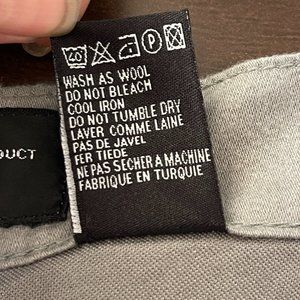 40 P
WASH AS WOOL
DO NOT BLEACH
COOL IRON
DO NOT TUMBLE DRY
LAVER COMME LAINE
PAS DE JAVEL
FER TIEDE
NE PAS SECHER A MACHINE
FABRIQUE EN TURQUIE
DUCT